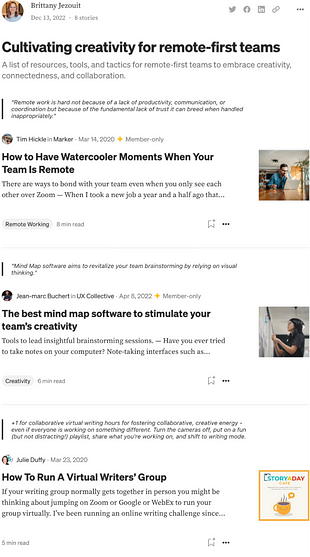 Brittany Jezouit
Dec 13, 2022 · 8 stories
Cultivating creativity for remote-first teams
A list of resources, tools, and tactics for remote-first teams to embrace creativity,
connectedness, and collaboration.
"Remote work is hard not because of a lack of productivity, communication, or
coordination but because of the fundamental lack of trust it can breed when handled
inappropriately."
Tim Hickle in Marker · Mar 14, 2020 Member-only
How to Have Watercooler Moments When Your
Team Is Remote
There are ways to bond with your team even when you only see each
other over Zoom — When I took a new job a year and a half ago that…
Remote Working 8 min read
"Mind Map software aims to revitalize your team brainstorming by relying on visual
thinking."
Jean-marc Buchert in UX Collective · Apr 8, 2022 Member-only
The best mind map software to stimulate your
team's creativity
Tools to lead insightful brainstorming sessions. — Have you ever tried
to take notes on your computer? Note-taking interfaces such as…
Creativity 6 min read
+1 for collaborative virtual writing hours for fostering collaborative, creative energy -
even if everyone is working on something different. Turn the cameras off, put on a fun
(but not distracting!) playlist, share what you're working on, and shift to writing mode.
Julie Duffy · Mar 23, 2020
How To Run A Virtual Writers' Group
If your writing group normally gets together in person you might be
thinking about jumping on Zoom or Google or WebEx to run your
group virtually. I've been running an online writing challenge since…
STORYADAY
5 min read